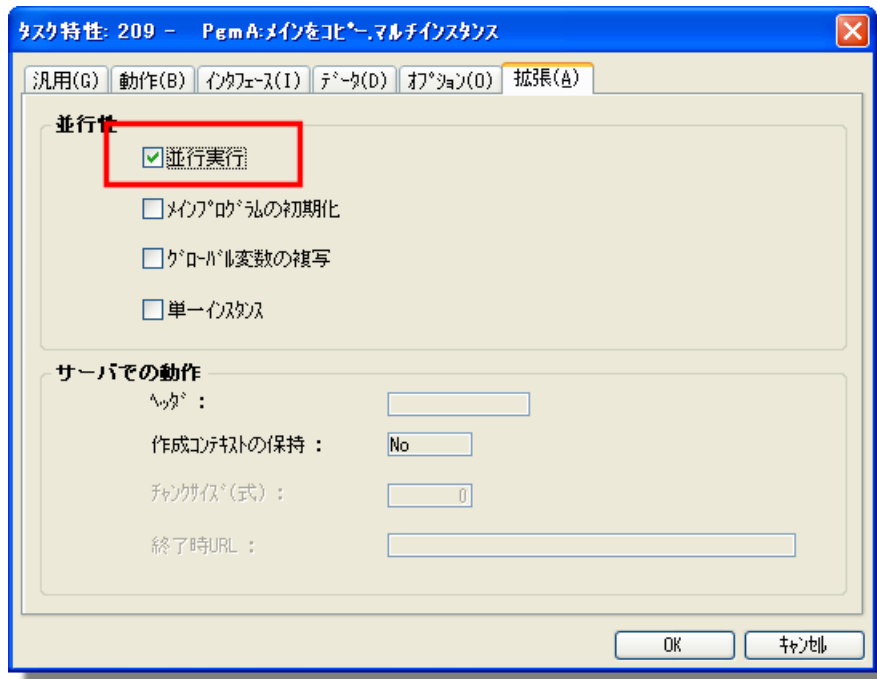 ﾀｽｸ特性: 209 -   PgmA:ﾒｲﾝをｺﾋﾟｰ.ﾏﾙﾁｲﾝｽﾀﾝｽ
汎用(G) 動作(B) ｲﾝﾀﾌｪｰｽ(I) ﾃﾞｰﾀ(D) ｵﾌﾟｼｮﾝ(O) 拡張(A)
並行性
並行実行
ﾒｲﾝﾌﾟﾛｸﾞﾗﾑの初期化
ｸﾞﾛｰﾊﾞﾙ変数の複写
単一ｲﾝｽﾀﾝｽ
サーバでの動作
ﾍｯﾀﾞ :
作成ｺﾝﾃｷｽﾄの保持 : No
ﾁｬﾝｸｻｲｽﾞ(式) : 0
終了時URL :
OK ｷｬﾝｾﾙ